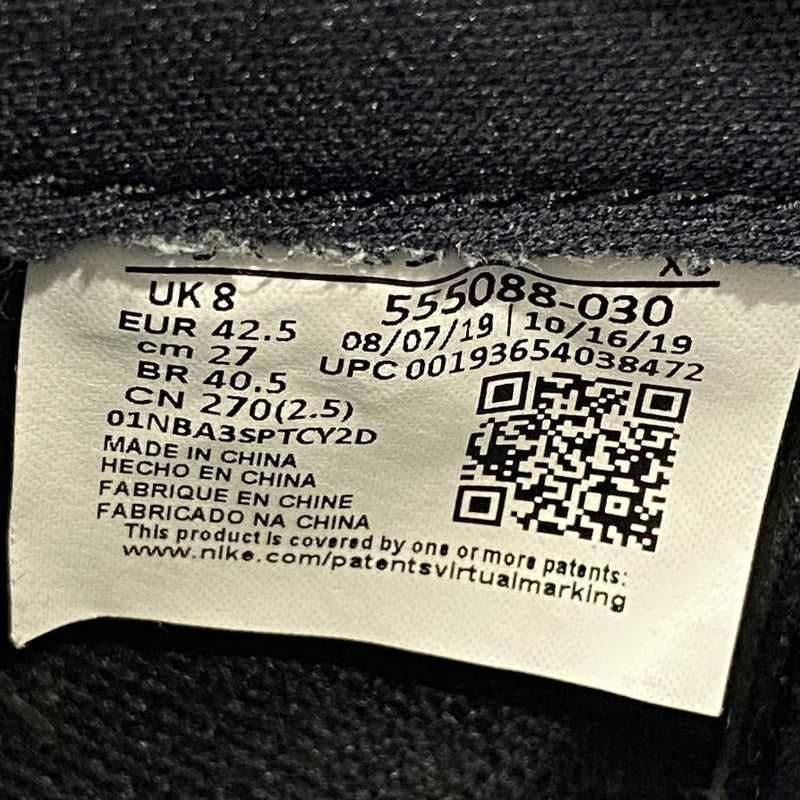 UK 8
EUR 42.5
cm 27
BR 40.5
CN 270(2.5)
555088-030
08/07/19 | 10/16/19
UPC 00193654038472
01NBA3SPTCY2D
MADE IN CHINA
HECHO EN CHINA
FABRIQUE EN CHINE
FABRICADO NA CHINA
This product is covered by one or more patents:
www.nike.com/patentsvirtualmarking